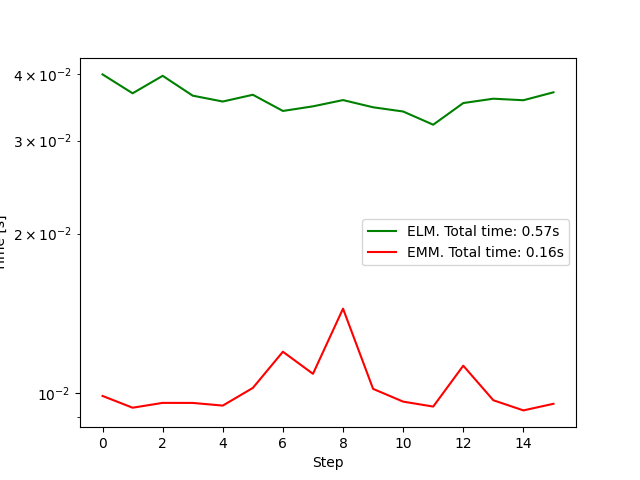 4 × 10⁻²
3 × 10⁻²
2 × 10⁻²
10⁻²
Time [s]
ELM. Total time: 0.57s
EMM. Total time: 0.16s
0 2 4 6 8 10 12 14
Step